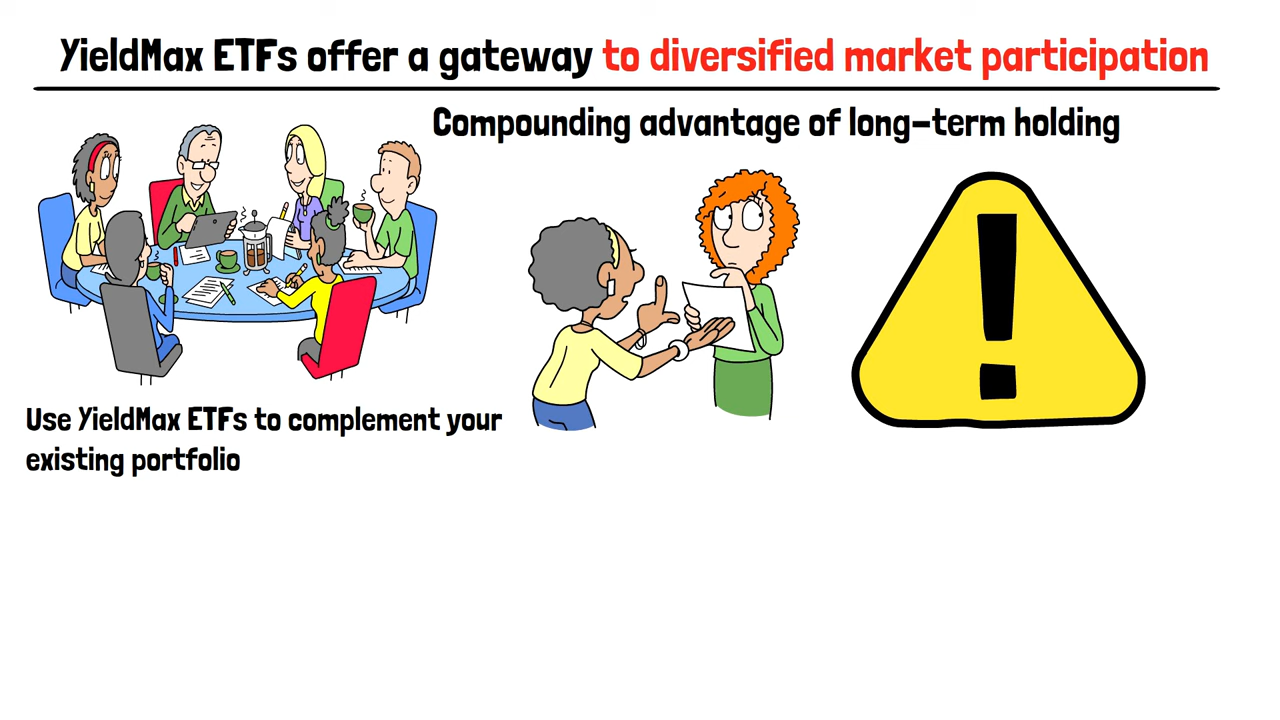 YieldMax ETFs offer a gateway to diversified market participation
Compounding advantage of long-term holding
Use YieldMax ETFs to complement your
existing portfolio